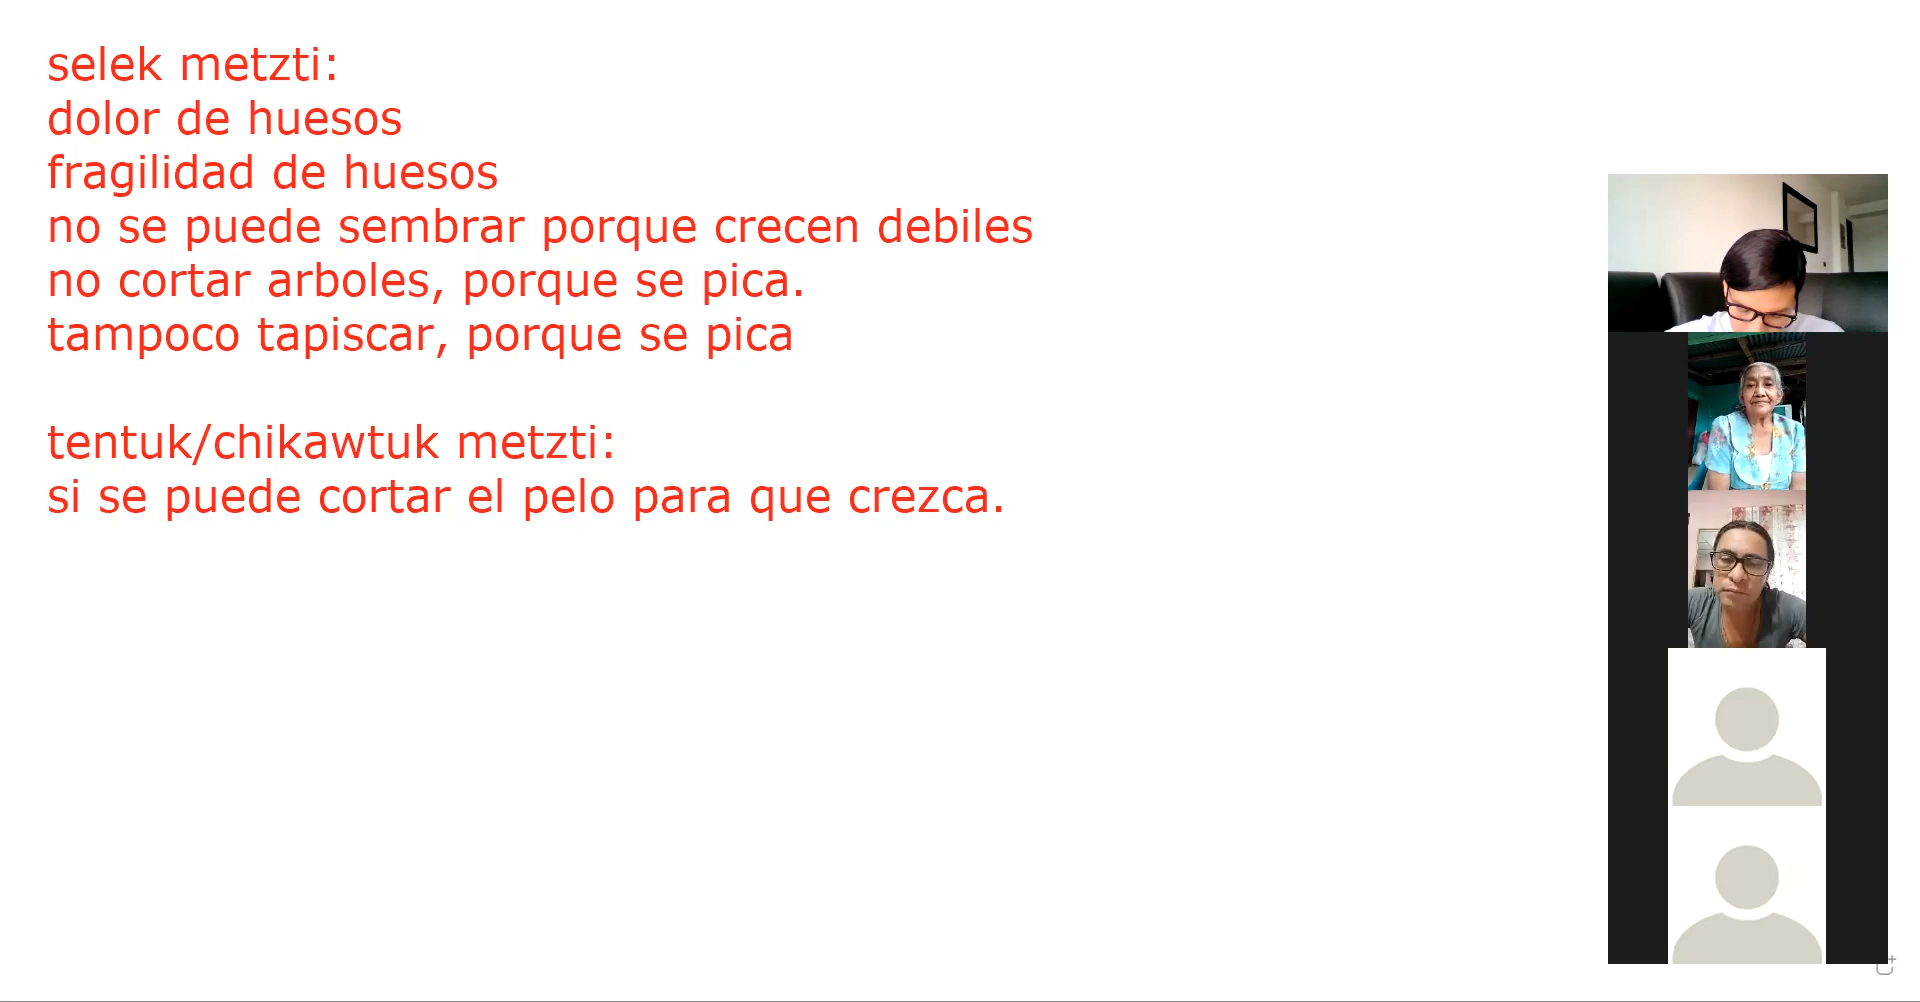 selek metzti:
dolor de huesos
fragilidad de huesos
no se puede sembrar porque crecen debiles
no cortar arboles, porque se pica.
tampoco tapiscar, porque se pica
tentuk/chikawtuk metzti:
si se puede cortar el pelo para que crezca.